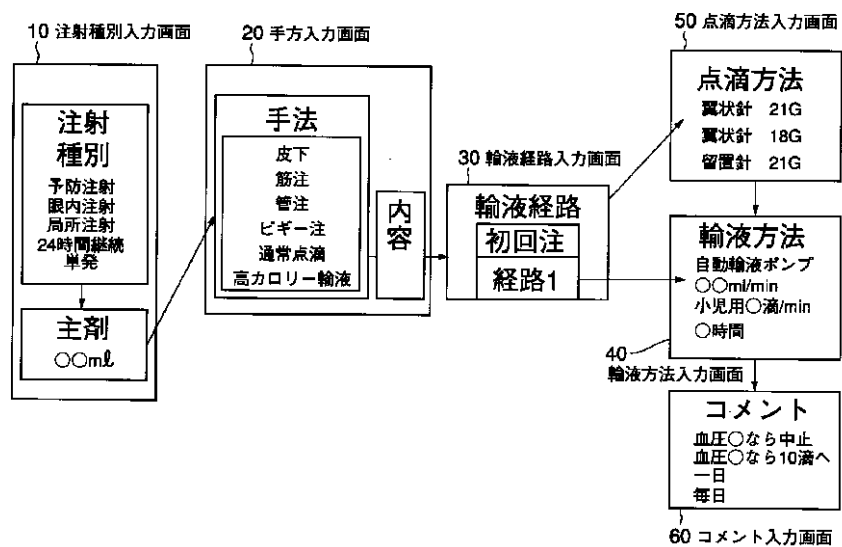 10 注射種別入力画面
注射
種別
予防注射
眼内注射
局所注射
24時間継続
単発
主剤
○○mℓ
20 手方入力画面
手法
皮下
筋注
管注
ピギー注
通常点滴
高カロリー輸液
内容
30 輸液経路入力画面
輸液経路
初回注
経路1
50 点滴方法入力画面
点滴方法
翼状針 21G
翼状針 18G
留置針 21G
輸液方法
自動輸液ポンプ
○○ml/min
小児用○滴/min
○時間
40
輸液方法入力画面
コメント
血圧○なら中止
血圧○なら10滴へ
一日
毎日
60 コメント入力画面